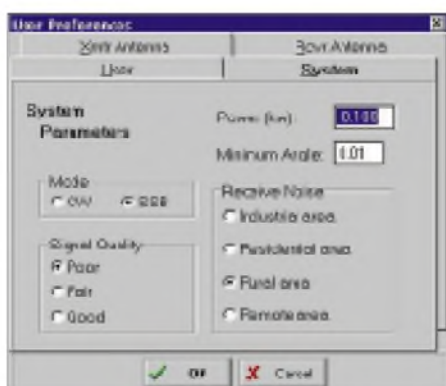 User Preferences
Xmtr Antenna
Rcvr Antenna
User
System
System
Parameters
Power (kw):
0.100
Minimum Angle:
1.01
Mode
CW
SSB
Signal Quality
Poor
Fair
Good
Receive Noise
Industrial area
Residential area
Rural area
Remote area
OK
Cancel